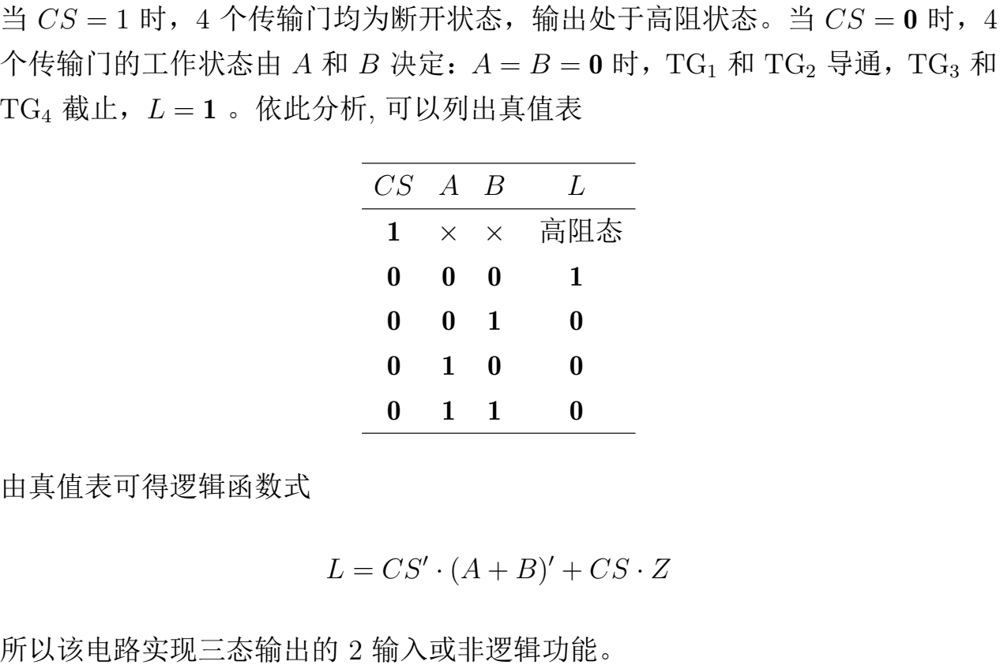 当 CS = 1 时，4 个传输门均为断开状态，输出处于高阻状态。当 CS = 0 时，4
个传输门的工作状态由 A 和 B 决定：A = B = 0 时，TG₁ 和 TG₂ 导通，TG₃ 和
TG₄ 截止，L = 1 。依此分析, 可以列出真值表
CS A B L
1 × × 高阻态
0 0 0 1
0 0 1 0
0 1 0 0
0 1 1 0
由真值表可得逻辑函数式
L = CS′ · (A + B)′ + CS · Z
所以该电路实现三态输出的 2 输入或非逻辑功能。